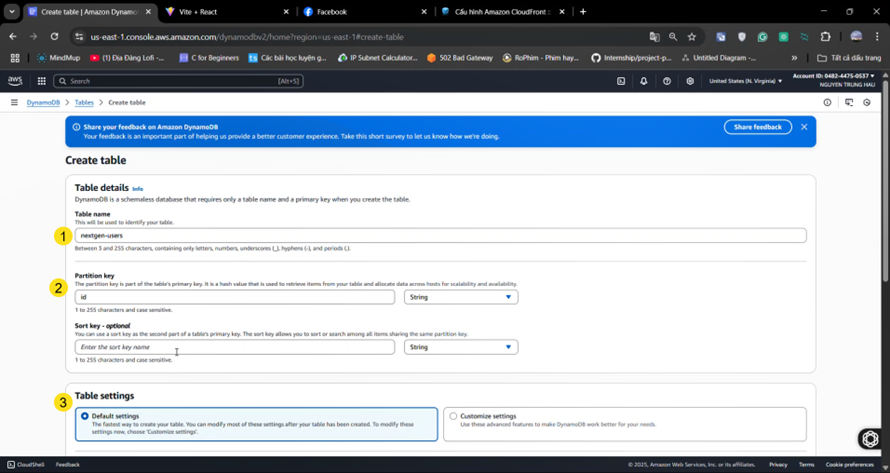 Create table | Amazon Dynamo
Vite + React
Facebook
Cấu hình Amazon CloudFront ::
us-east-1.console.aws.amazon.com/dynamodbv2/home?region=us-east-1#create-table
MindMup
(1) Địa Đàng Lofi -...
C for Beginners
Các bài học luyện g...
IP Subnet Calculator...
502 Bad Gateway
RoPhim - Phim hay...
Internship/project-p...
Untitled Diagram -...
Tất cả dấu trang
aws
Search
[Alt+S]
United States (N. Virginia)
Account ID: 0482-4475-0537
NGUYEN TRUNG HAU
DynamoDB
Tables
Create table
Share your feedback on Amazon DynamoDB
Your feedback is an important part of helping us provide a better customer experience. Take this short survey to let us know how we're doing.
Share feedback
Create table
Table details Info
DynamoDB is a schemaless database that requires only a table name and a primary key when you create the table.
Table name
This will be used to identify your table.
1
nextgen-users
Between 3 and 255 characters, containing only letters, numbers, underscores (_), hyphens (-), and periods (.).
Partition key
The partition key is part of the table's primary key. It is a hash value that is used to retrieve items from your table and allocate data across hosts for scalability and availability.
2
id
String
1 to 255 characters and case sensitive.
Sort key - optional
You can use a sort key as the second part of a table's primary key. The sort key allows you to sort or search among all items sharing the same partition key.
Enter the sort key name
String
1 to 255 characters and case sensitive.
Table settings
3
Default settings
The fastest way to create your table. You can modify most of these settings after your table has been created. To modify these settings now, choose 'Customize settings'.
Customize settings
Use these advanced features to make DynamoDB work better for your needs.
CloudShell
Feedback
© 2025, Amazon Web Services, Inc. or its affiliates.
Privacy
Terms
Cookie preferences